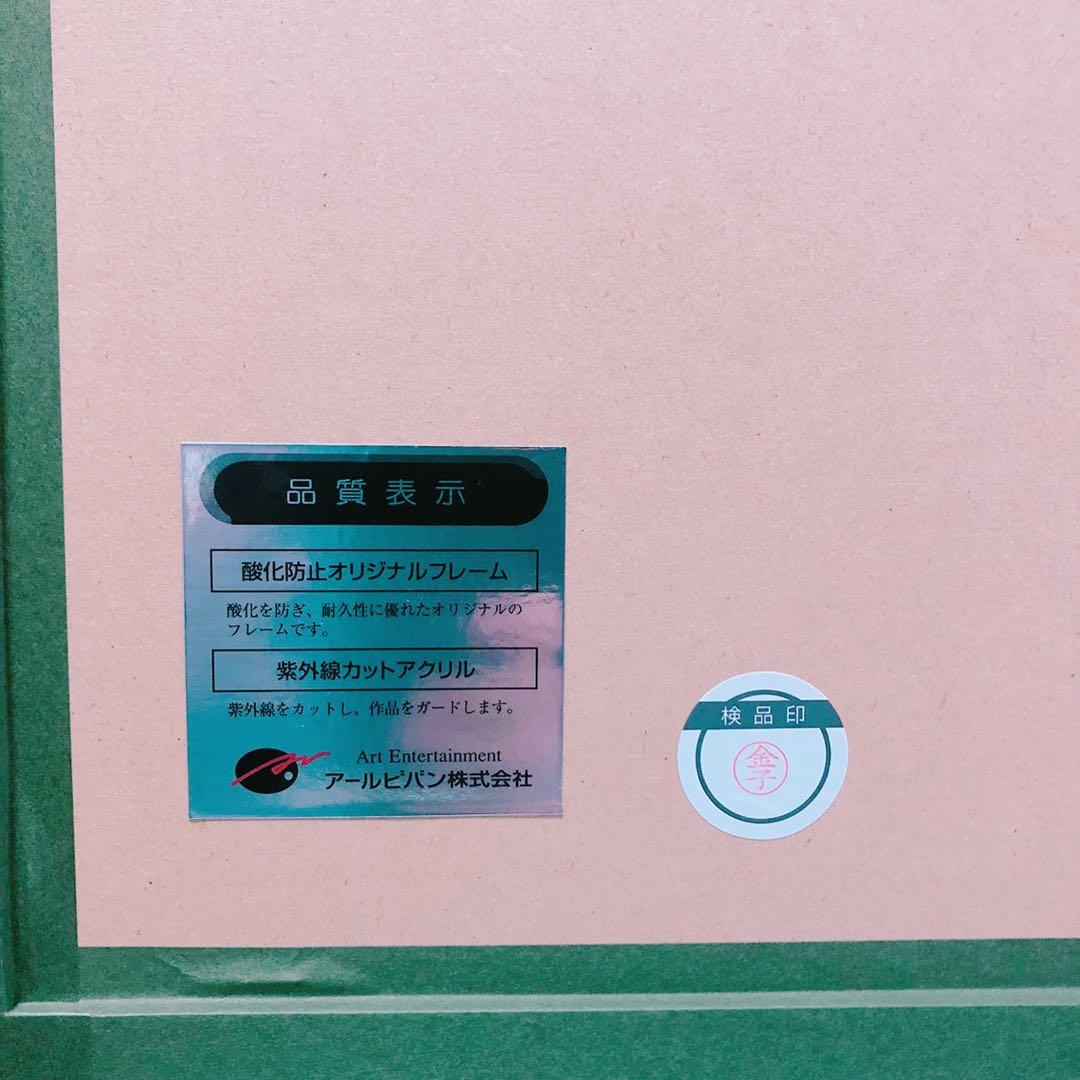 品質表示
酸化防止オリジナルフレーム
酸化を防ぎ、耐久性に優れたオリジナルの
フレームです。
紫外線カットアクリル
紫外線をカットし、作品をガードします。
Art Entertainment
アールビバン株式会社
検品印
金子